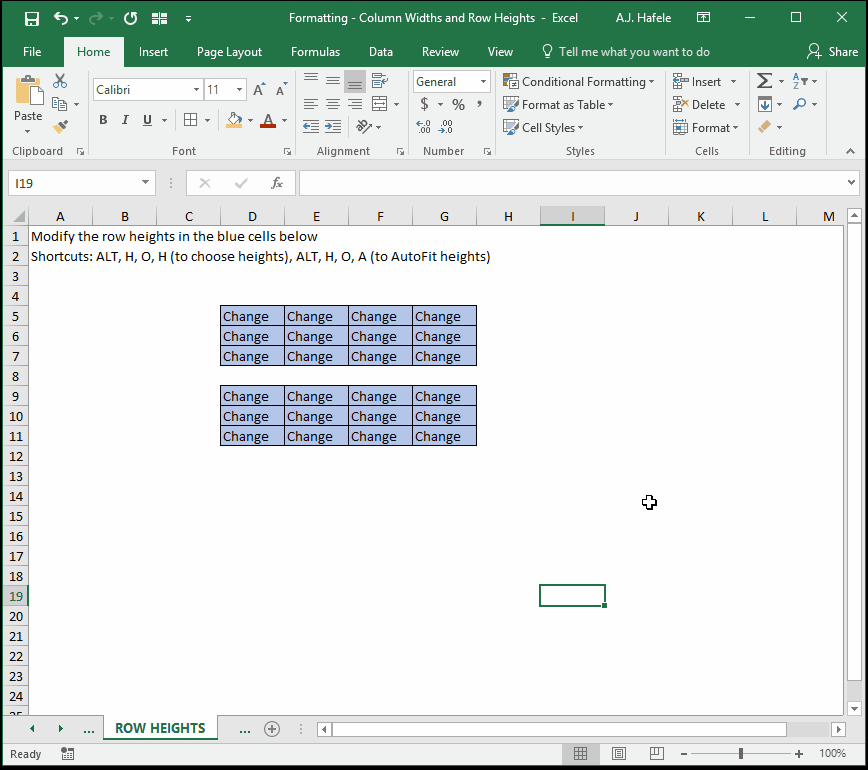 Formatting - Column Widths and Row Heights - Excel A.J. Hafele
File Home Insert Page Layout Formulas Data Review View Tell me what you want to do Share
Calibri 11 General Conditional Formatting Insert
Paste B I U $ % , Format as Table Delete
Cell Styles Format
Clipboard Font Alignment Number Styles Cells Editing
I19 fx
A B C D E F G H I J K L M
1 Modify the row heights in the blue cells below
2 Shortcuts: ALT, H, O, H (to choose heights), ALT, H, O, A (to AutoFit heights)
3
4
5 Change Change Change Change
6 Change Change Change Change
7 Change Change Change Change
8
9 Change Change Change Change
10 Change Change Change Change
11 Change Change Change Change
12
13
14
15
16
17
18
19
20
21
22
23
24
25
... ROW HEIGHTS ...
Ready 100%